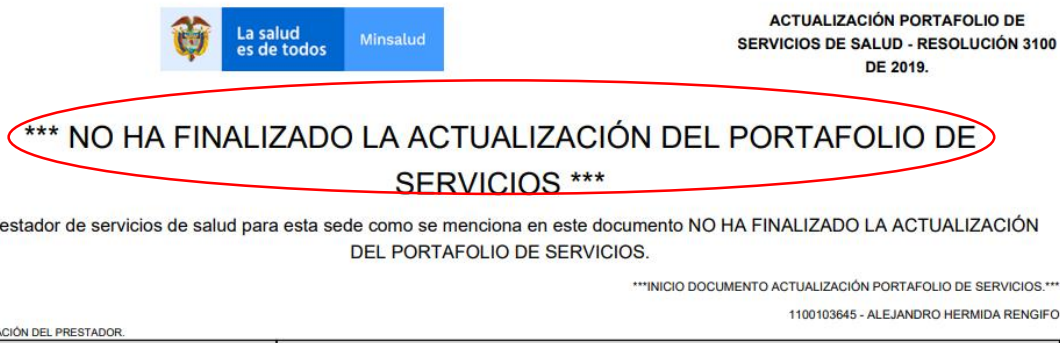 La salud
es de todos
Minsalud
ACTUALIZACIÓN PORTAFOLIO DE
SERVICIOS DE SALUD - RESOLUCIÓN 3100
DE 2019.
*** NO HA FINALIZADO LA ACTUALIZACIÓN DEL PORTAFOLIO DE
SERVICIOS ***
estador de servicios de salud para esta sede como se menciona en este documento NO HA FINALIZADO LA ACTUALIZACIÓN
DEL PORTAFOLIO DE SERVICIOS.
***INICIO DOCUMENTO ACTUALIZACIÓN PORTAFOLIO DE SERVICIOS.***
1100103645 - ALEJANDRO HERMIDA RENGIFO
ACIÓN DEL PRESTADOR.